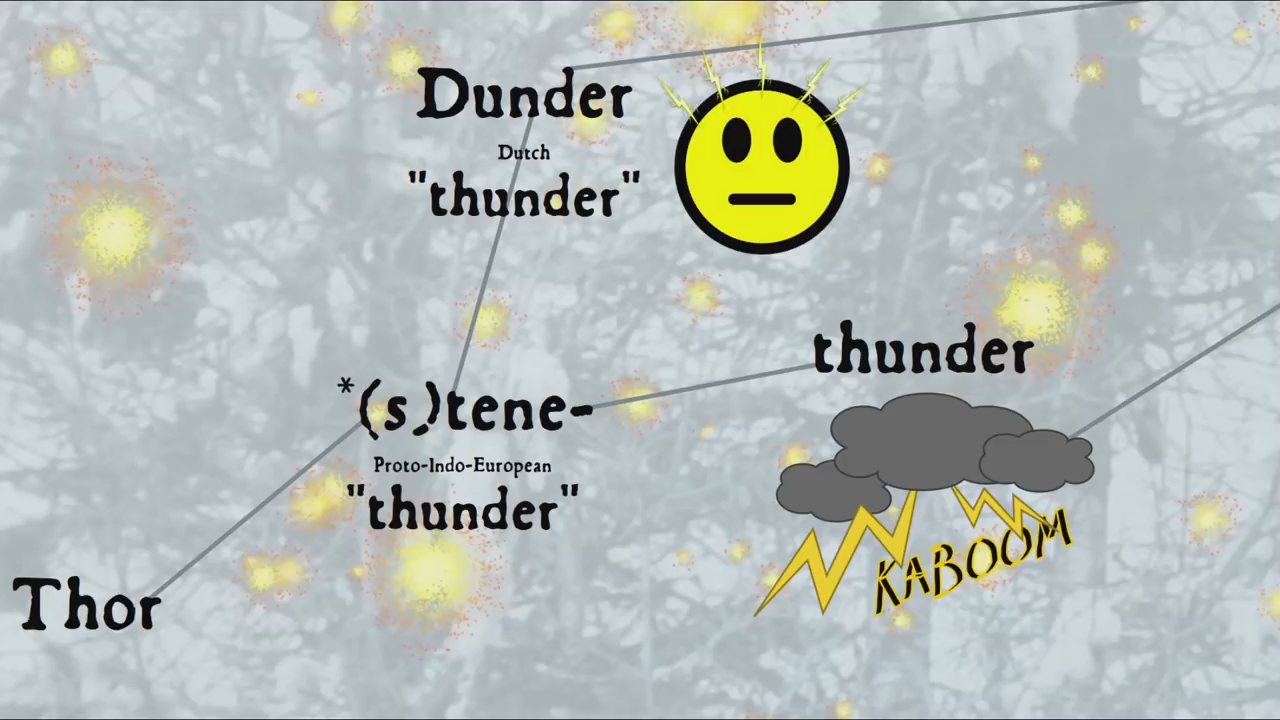 Dunder
Dutch
"thunder"
thunder
*(s)tene-
Proto-Indo-European
"thunder"
KABOOM
Thor